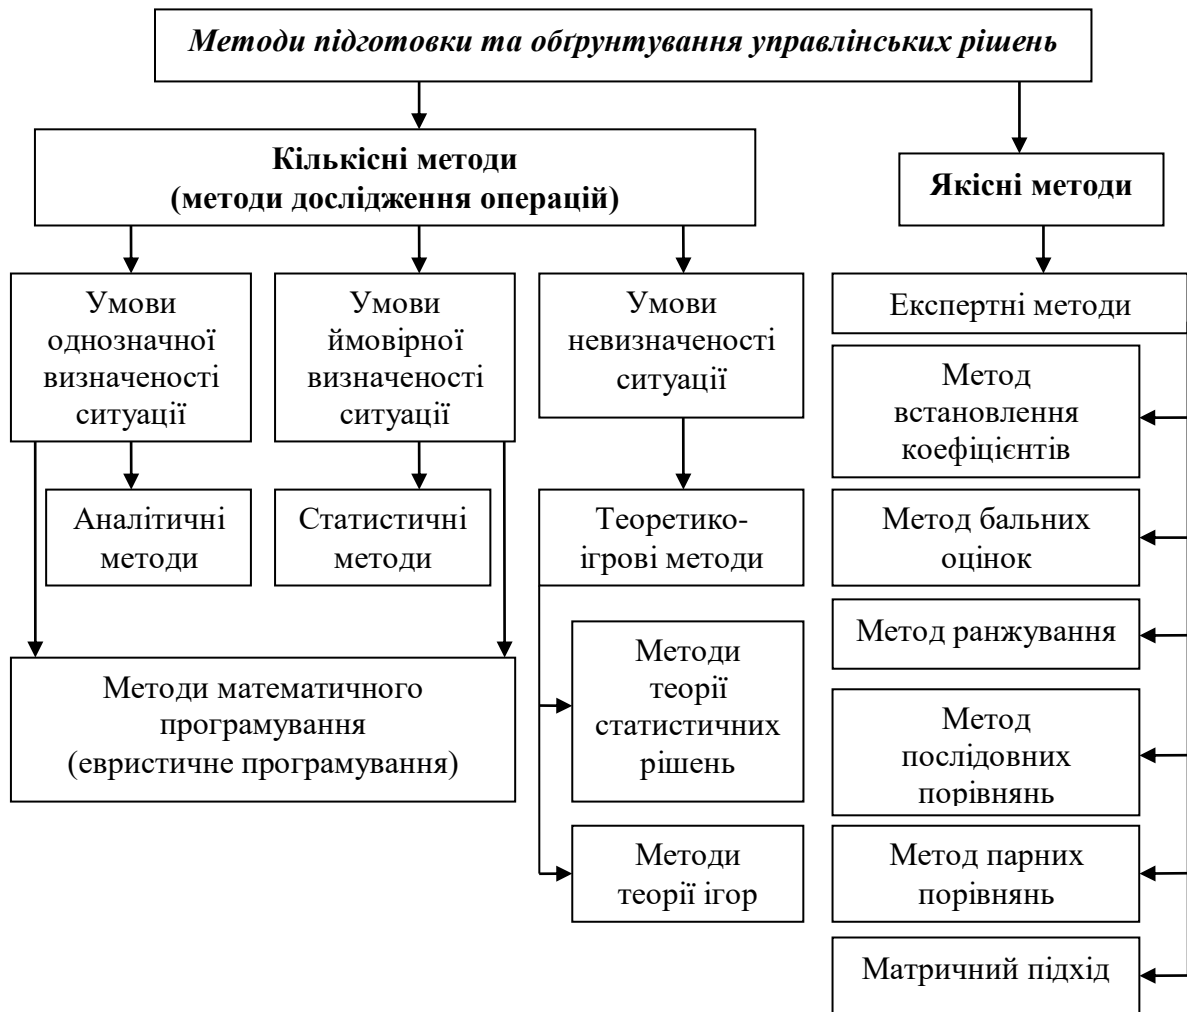 Методи підготовки та обґрунтування управлінських рішень
Кількісні методи
(методи дослідження операцій)
Якісні методи
Умови
однозначної
визначеності
ситуації
Умови
ймовірної
визначеності
ситуації
Умови
невизначеності
ситуації
Експертні методи
Метод
встановлення
коефіцієнтів
Аналітичні
методи
Статистичні
методи
Теоретико-
ігрові методи
Метод бальних
оцінок
Метод ранжування
Методи математичного
програмування
(евристичне програмування)
Методи
теорії
статистичних
рішень
Метод
послідовних
порівнянь
Методи
теорії ігор
Метод парних
порівнянь
Матричний підхід